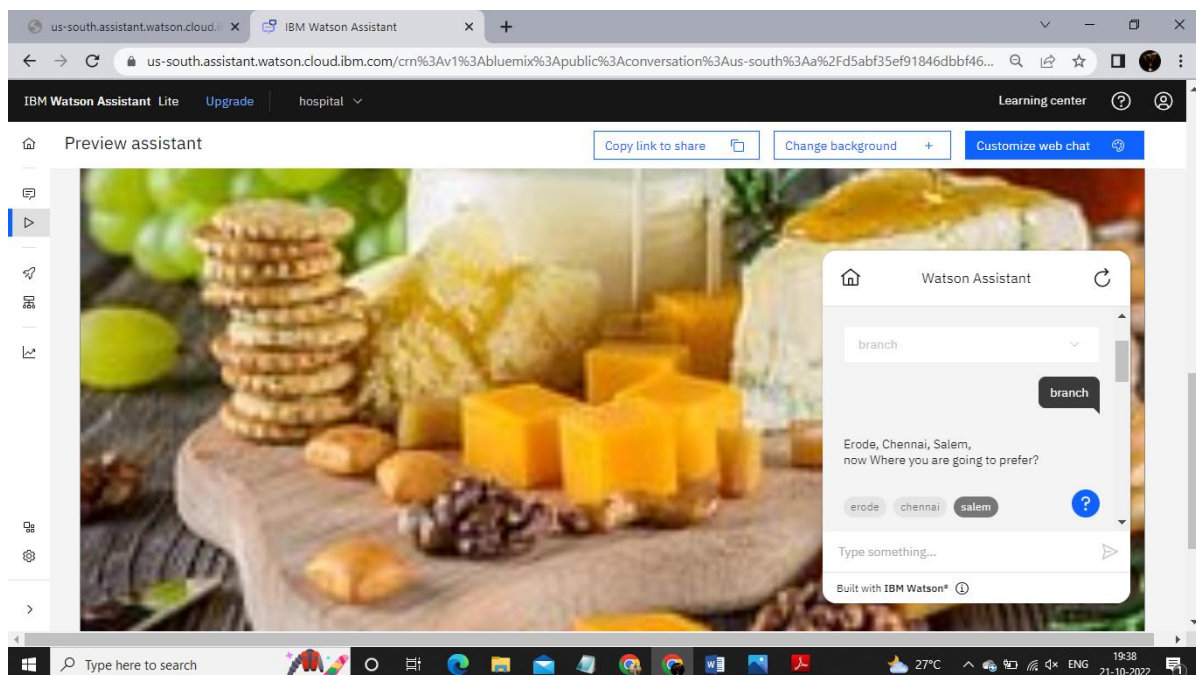 us-south.assistant.watson.cloud.i
IBM Watson Assistant
us-south.assistant.watson.cloud.ibm.com/crn%3Av1%3Abluemix%3Apublic%3Aconversation%3Aus-south%3Aa%2Fd5abf35ef91846dbbf46...
IBM Watson Assistant Lite Upgrade hospital Learning center
Preview assistant Copy link to share Change background + Customize web chat
Watson Assistant
branch
branch
Erode, Chennai, Salem,
now Where you are going to prefer?
erode chennai salem
Type something...
Built with IBM Watson®
Type here to search 27°C ENG 19:38
21-10-2022